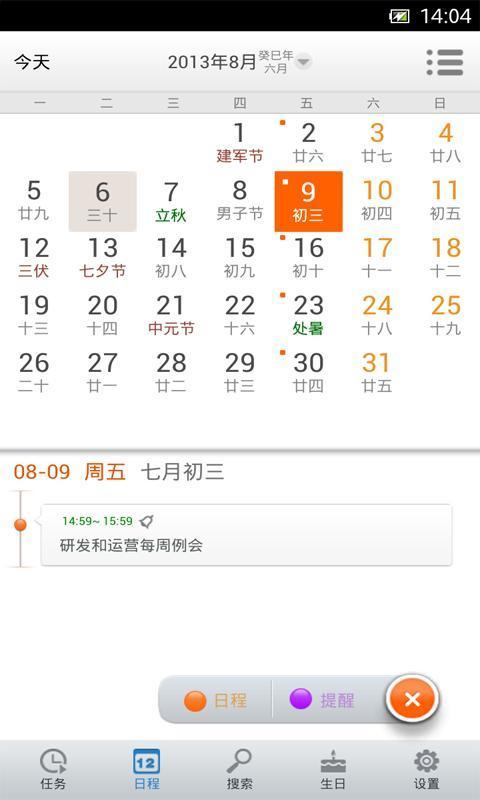 14:04
今天 2013年8月 癸巳年
六月
一 二 三 四 五 六 日
1 2 3 4
建军节 廿六 廿七 廿八
5 6 7 8 9 10 11
廿九 三十 立秋 男子节 初三 初四 初五
12 13 14 15 16 17 18
三伏 七夕节 初八 初九 初十 十一 十二
19 20 21 22 23 24 25
十三 十四 中元节 十六 处暑 十八 十九
26 27 28 29 30 31
二十 廿一 廿二 廿三 廿四 廿五
08-09 周五 七月初三
14:59~ 15:59
研发和运营每周例会
日程 提醒
12
任务 日程 搜索 生日 设置